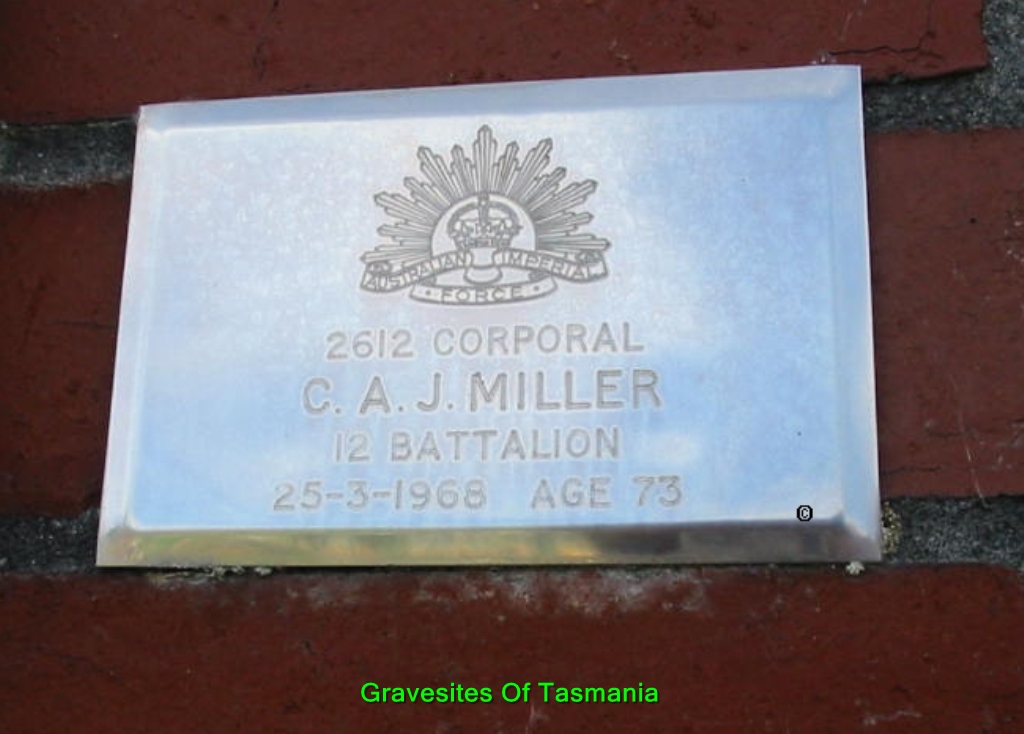 AUSTRALIAN IMPERIAL
FORCE
2612 CORPORAL
C. A. J. MILLER
12 BATTALION
25-3-1968 AGE 73
©
Gravesites Of Tasmania